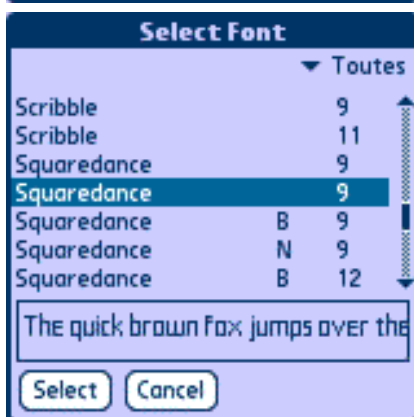 Select Font
Toutes
Scribble 9
Scribble 11
Squaredance 9
Squaredance 9
Squaredance B 9
Squaredance N 9
Squaredance B 12
The quick brown fox jumps over the
Select Cancel